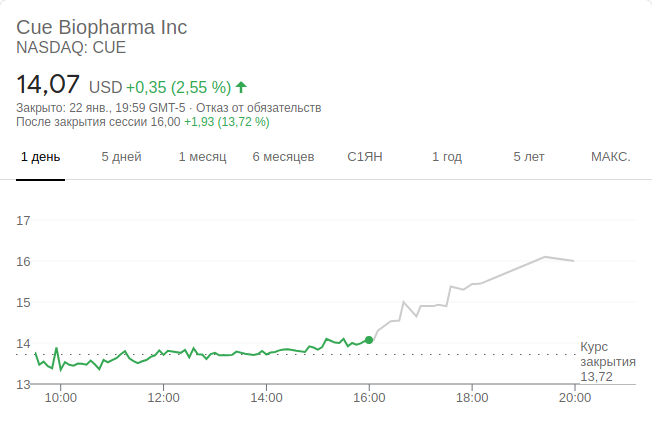 Cue Biopharma Inc
NASDAQ: CUE
14,07 USD +0,35 (2,55 %)
Закрыто: 22 янв., 19:59 GMT-5 · Отказ от обязательств
После закрытия сессии 16,00 +1,93 (13,72 %)
1 день 5 дней 1 месяц 6 месяцев С1ЯН 1 год 5 лет МАКС.
17
16
15
14
Курс
закрытия
13,72
13
10:00 12:00 14:00 16:00 18:00 20:00